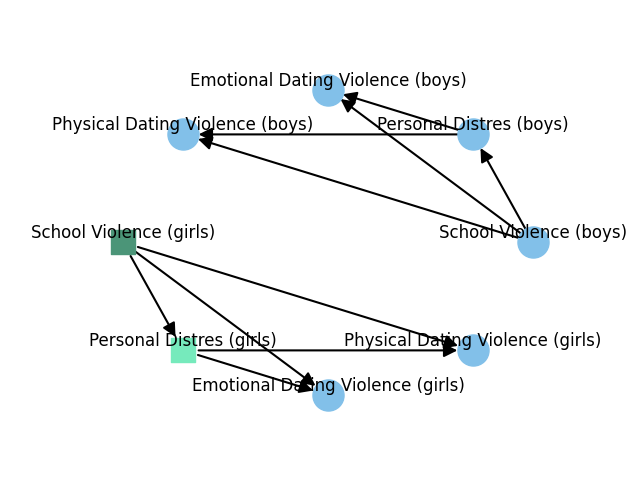 Emotional Dating Violence (boys)
Physical Dating Violence (boys)
Personal Distres (boys)
School Violence (girls)
School Violence (boys)
Personal Distres (girls)
Physical Dating Violence (girls)
Emotional Dating Violence (girls)